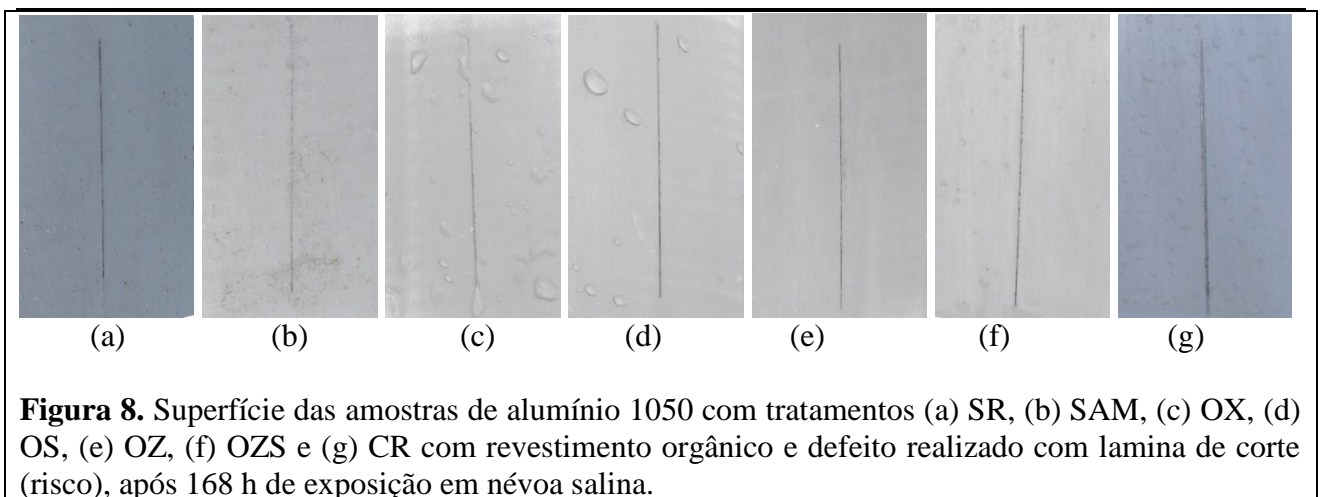 (a) (b) (c) (d) (e) (f) (g)
Figura 8. Superfície das amostras de alumínio 1050 com tratamentos (a) SR, (b) SAM, (c) OX, (d)
OS, (e) OZ, (f) OZS e (g) CR com revestimento orgânico e defeito realizado com lamina de corte
(risco), após 168 h de exposição em névoa salina.